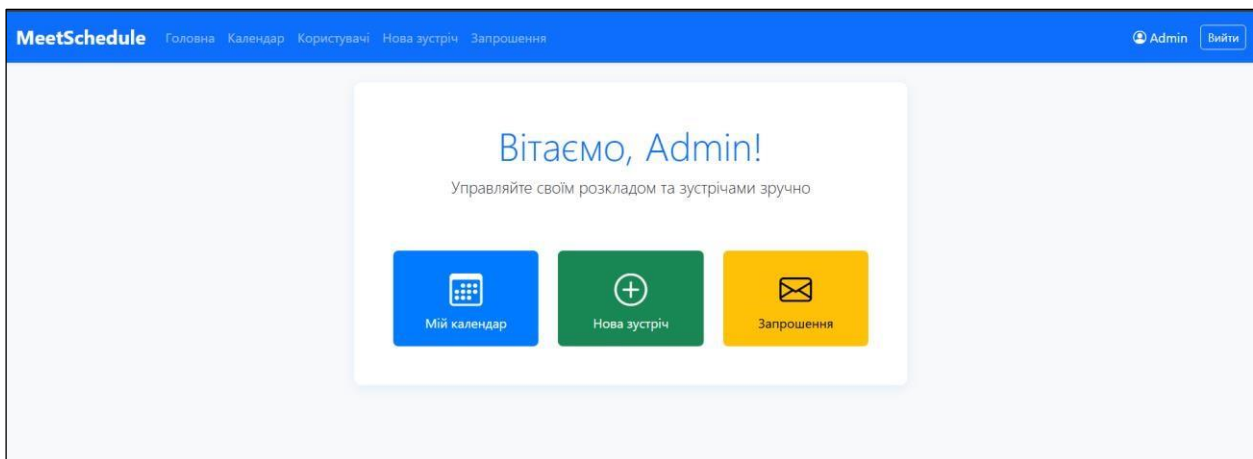 MeetSchedule Головна Календар Користувачі Нова зустріч Запрошення Admin Вийти
Вітаємо, Admin!
Управляйте своїм розкладом та зустрічами зручно
Мій календар Нова зустріч Запрошення